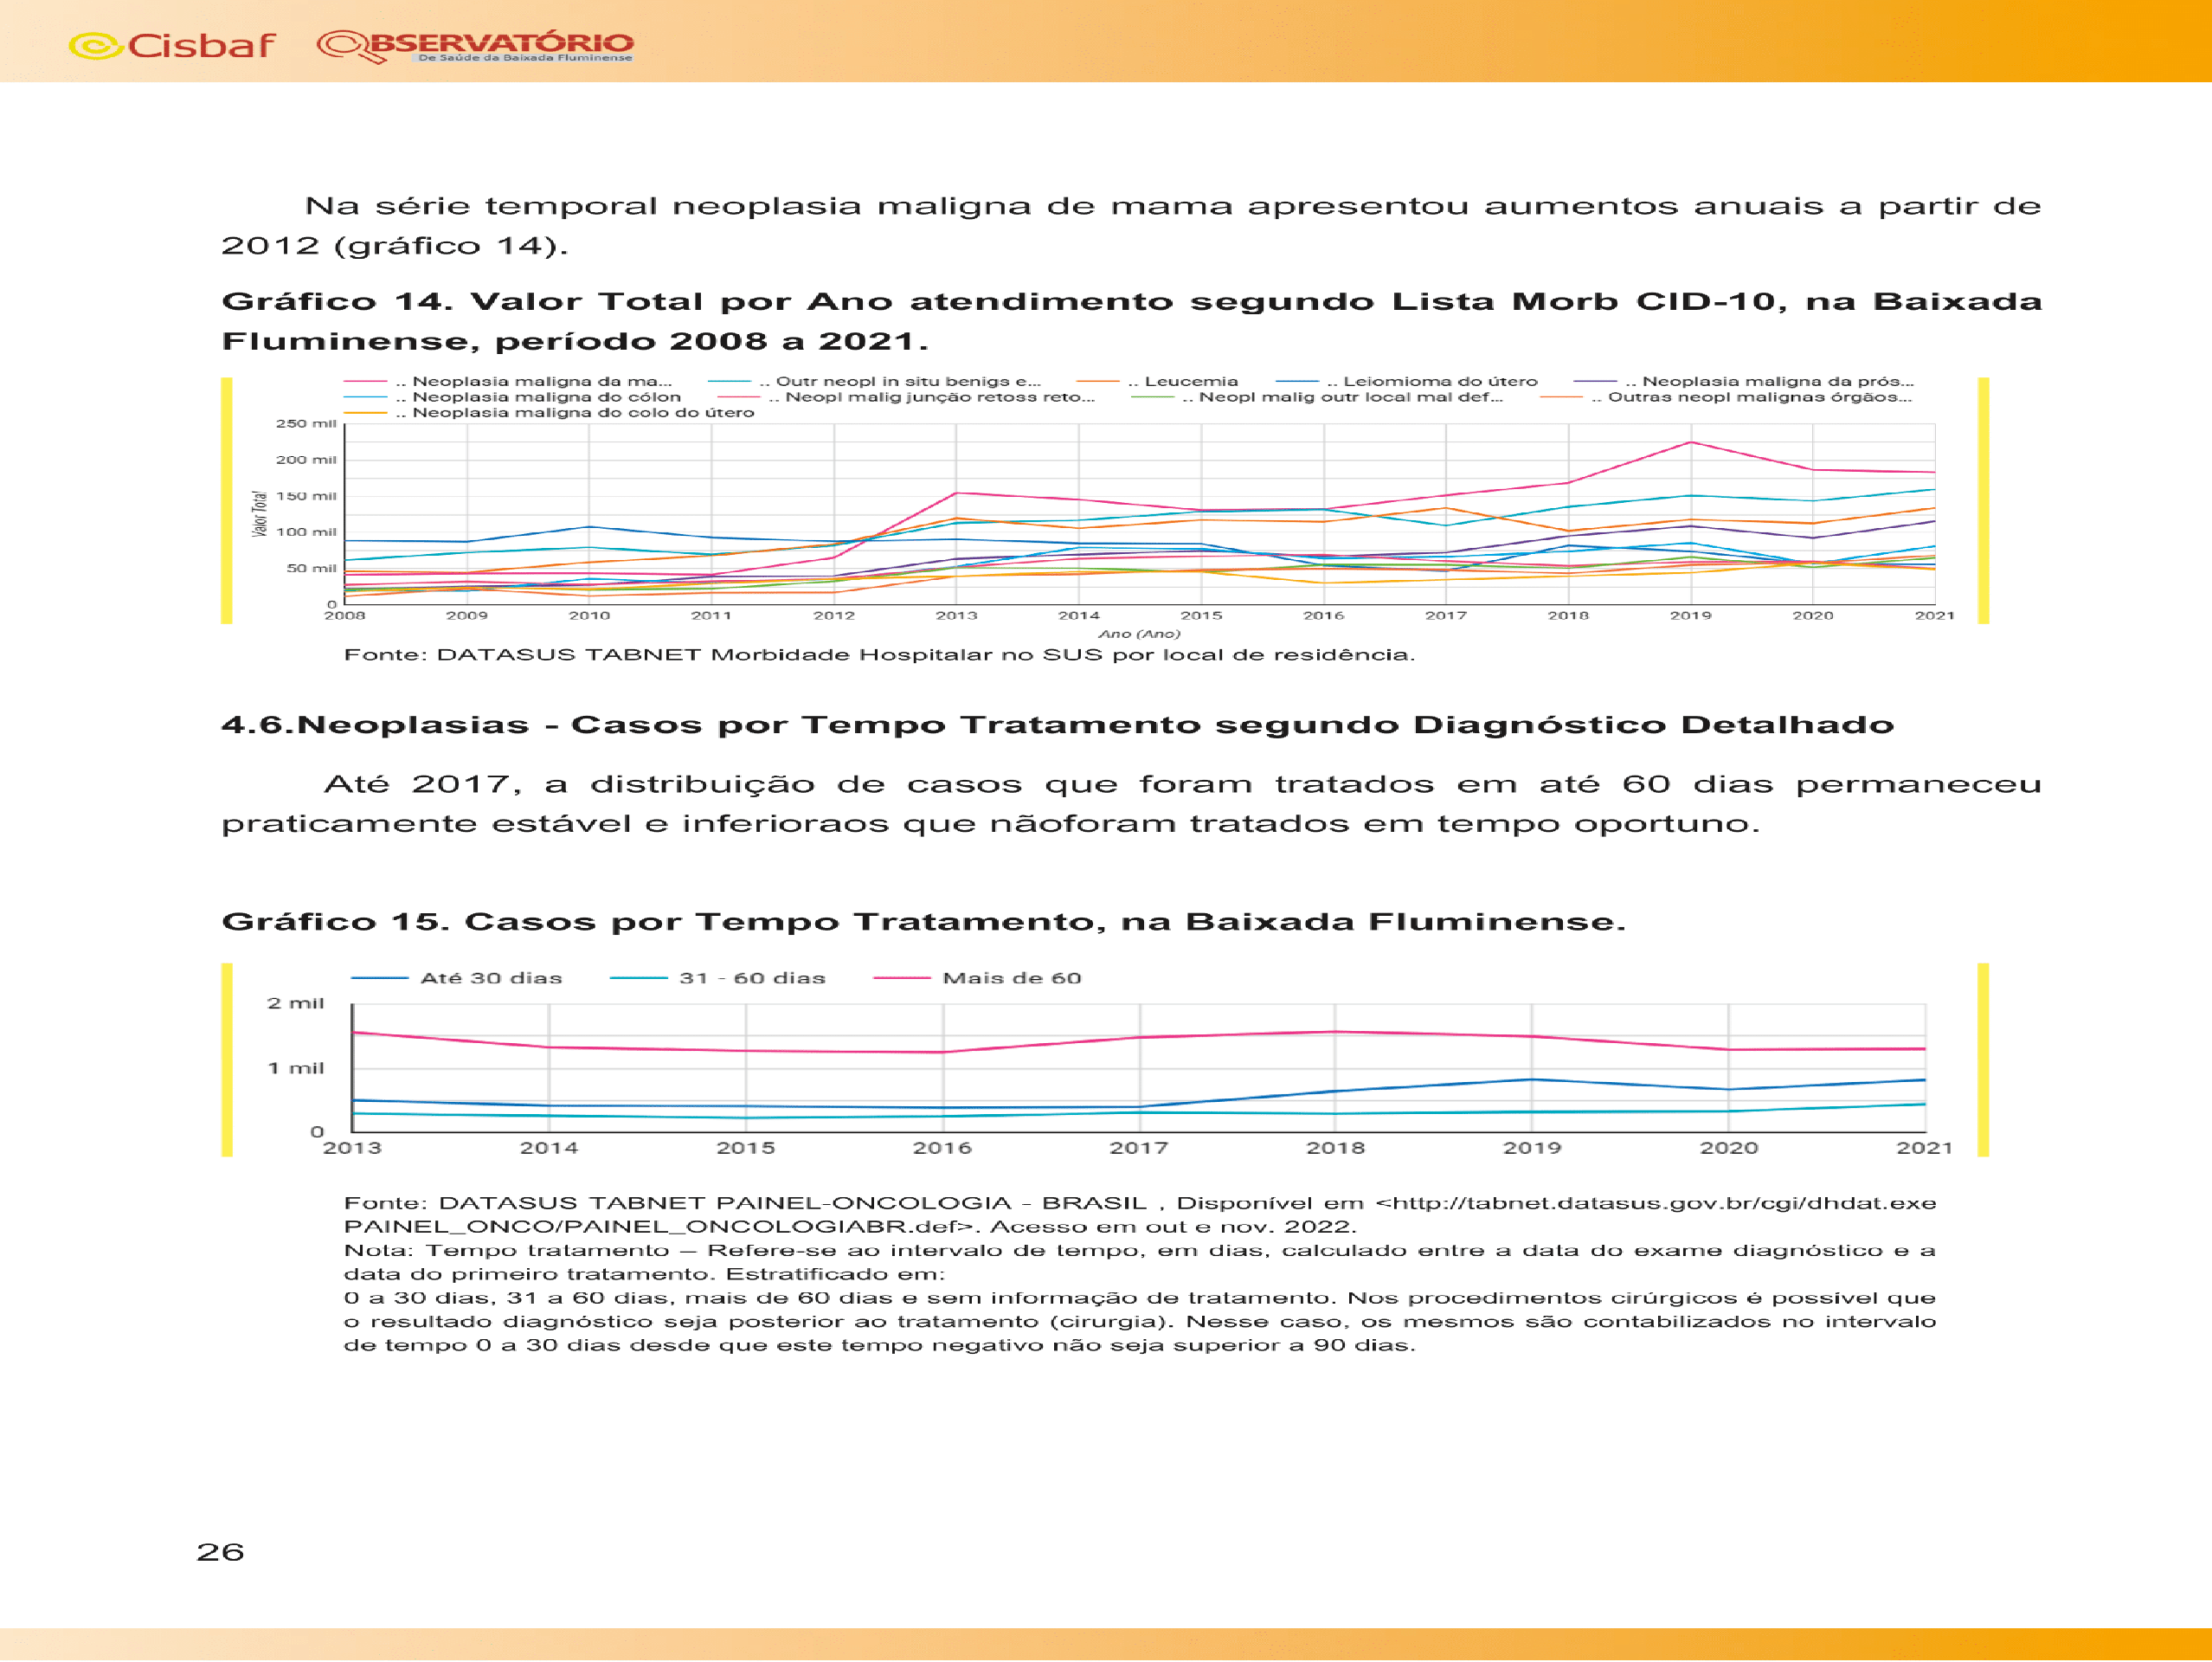 Cisbaf OBSERVATÓRIO
De Saúde da Baixada Fluminense
Na série temporal neoplasia maligna de mama apresentou aumentos anuais a partir de
2012 (gráfico 14).
Gráfico 14. Valor Total por Ano atendimento segundo Lista Morb CID-10, na Baixada
Fluminense, período 2008 a 2021.
.. Neoplasia maligna da ma... .. Outr neopl in situ benigs e... .. Leucemia .. Leiomioma do útero .. Neoplasia maligna da prós...
.. Neoplasia maligna do cólon .. Neopl malig junção retoss reto... .. Neopl malig outr local mal def... .. Outras neopl malignas órgãos...
.. Neoplasia maligna do colo do útero
250 mil
200 mil
150 mil
100 mil
50 mil
0
Valor Total
2008 2009 2010 2011 2012 2013 2014 2015 2016 2017 2018 2019 2020 2021
Ano (Ano)
Fonte: DATASUS TABNET Morbidade Hospitalar no SUS por local de residência.
4.6.Neoplasias - Casos por Tempo Tratamento segundo Diagnóstico Detalhado
Até 2017, a distribuição de casos que foram tratados em até 60 dias permaneceu
praticamente estável e inferioraos que nãoforam tratados em tempo oportuno.
Gráfico 15. Casos por Tempo Tratamento, na Baixada Fluminense.
Até 30 dias 31 - 60 dias Mais de 60
2 mil
1 mil
0
2013 2014 2015 2016 2017 2018 2019 2020 2021
Fonte: DATASUS TABNET PAINEL-ONCOLOGIA - BRASIL , Disponível em <http://tabnet.datasus.gov.br/cgi/dhdat.exe
PAINEL_ONCO/PAINEL_ONCOLOGIABR.def>. Acesso em out e nov. 2022.
Nota: Tempo tratamento – Refere-se ao intervalo de tempo, em dias, calculado entre a data do exame diagnóstico e a
data do primeiro tratamento. Estratificado em:
0 a 30 dias, 31 a 60 dias, mais de 60 dias e sem informação de tratamento. Nos procedimentos cirúrgicos é possível que
o resultado diagnóstico seja posterior ao tratamento (cirurgia). Nesse caso, os mesmos são contabilizados no intervalo
de tempo 0 a 30 dias desde que este tempo negativo não seja superior a 90 dias.
26